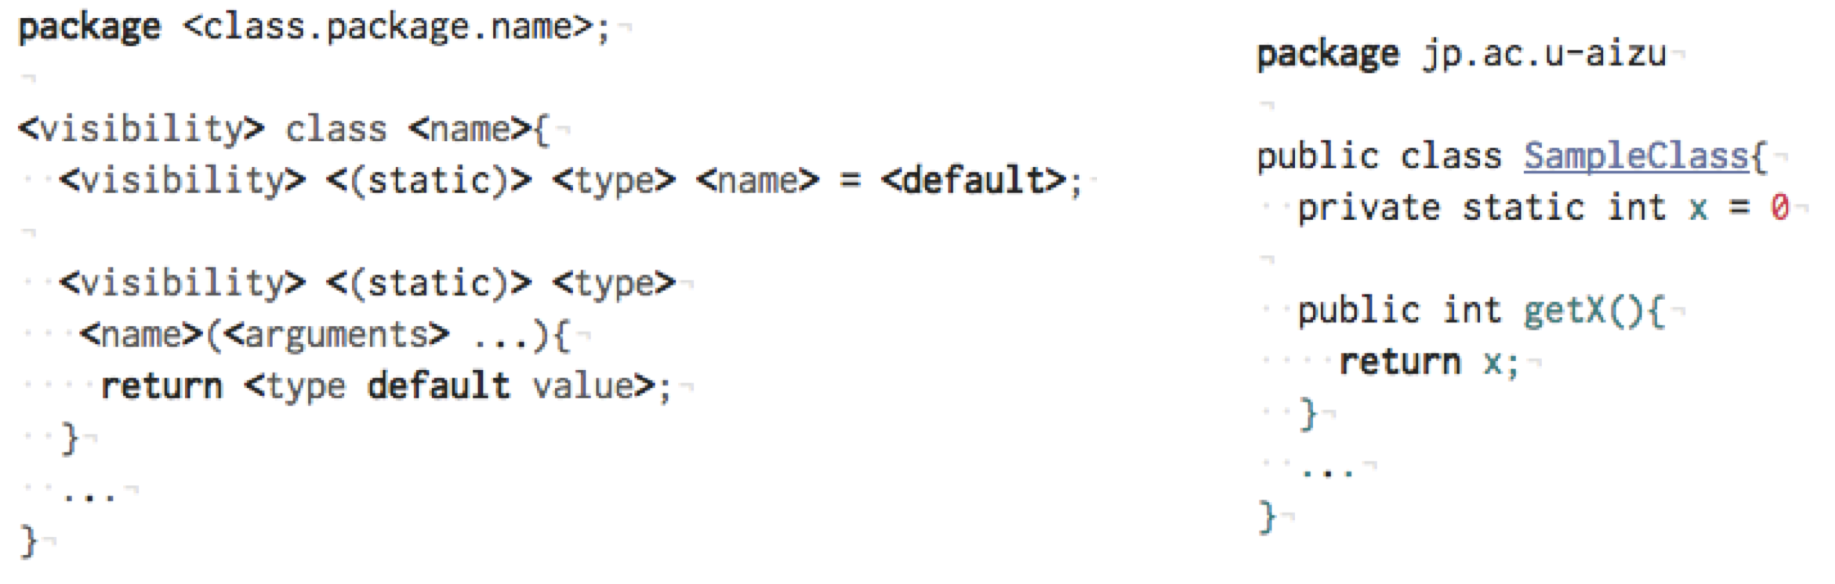 package <class.package.name>;
<visibility> class <name>{
<visibility> <(static)> <type> <name> = <default>;
<visibility> <(static)> <type>
<name>(<arguments> ...){
return <type default value>;
}
...
}
package jp.ac.u-aizu
public class SampleClass{
private static int x = 0
public int getX(){
return x;
}
...
}